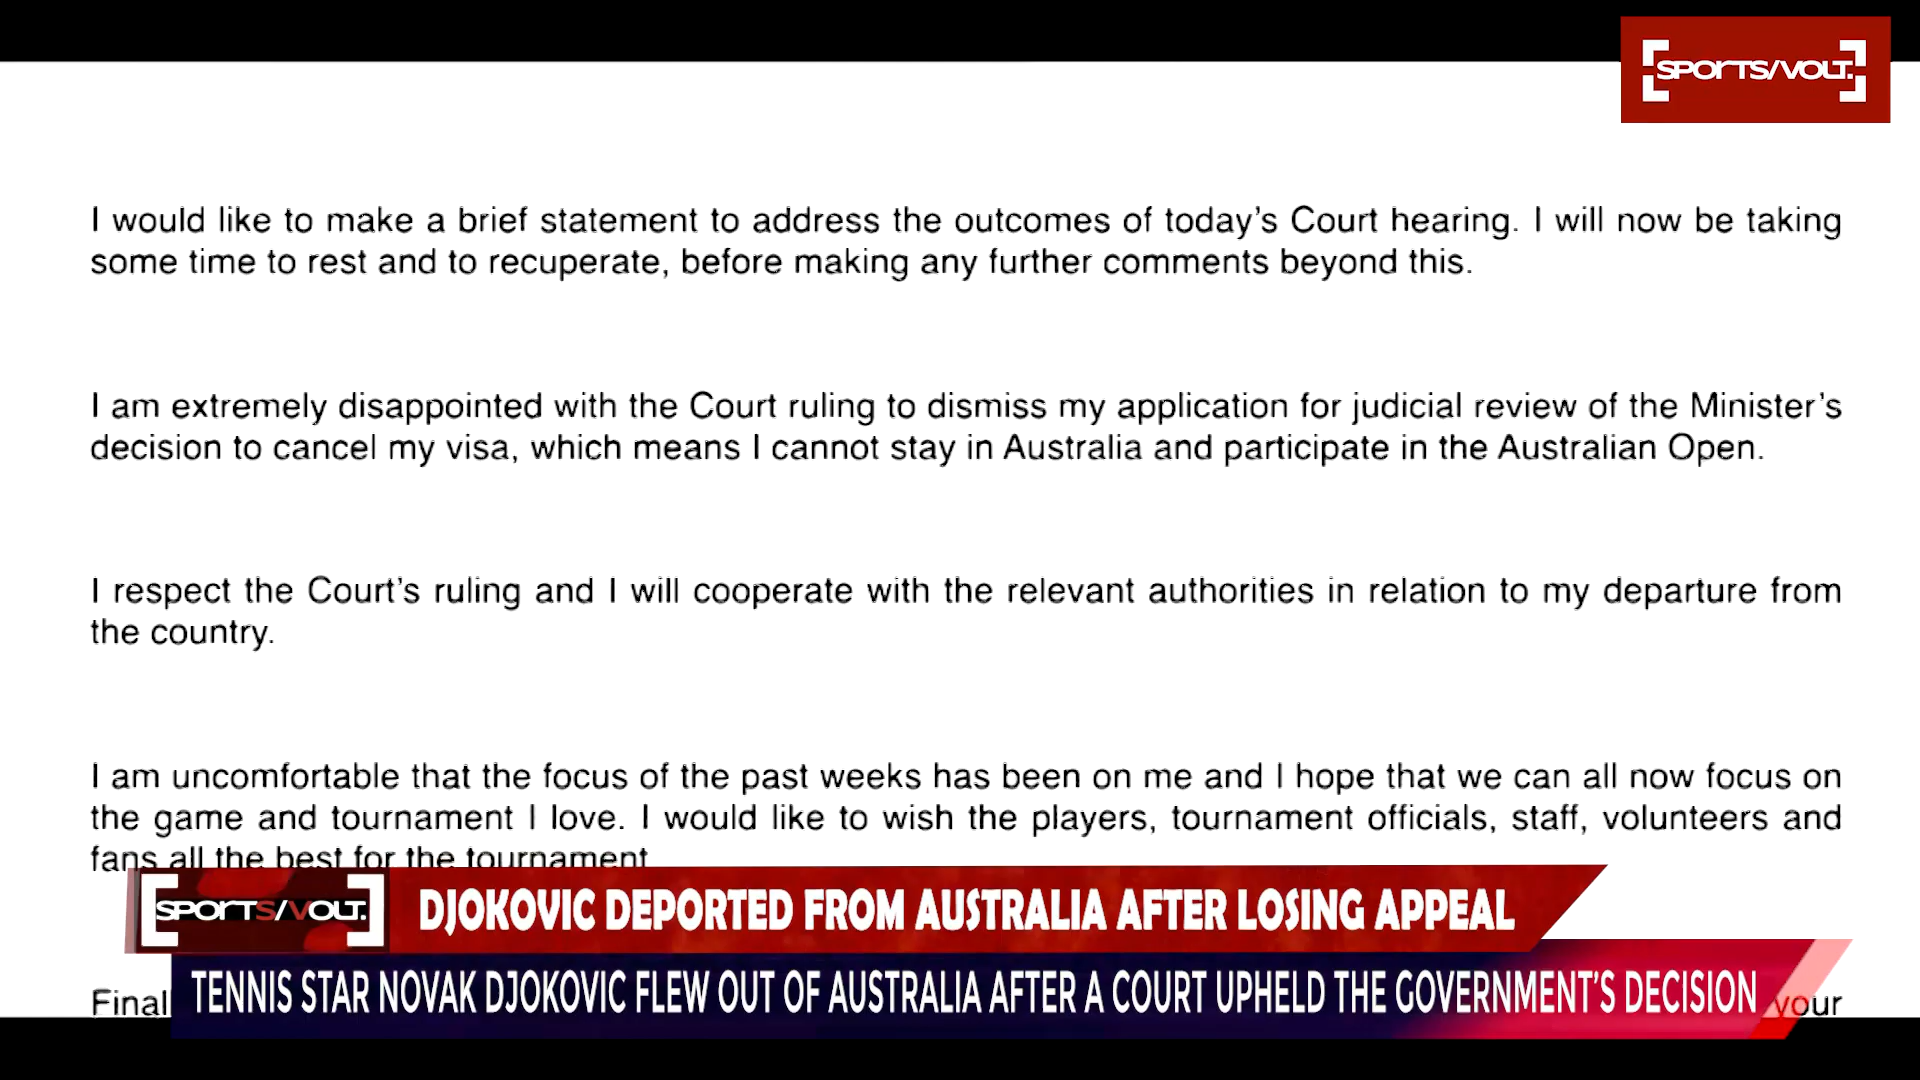 SPORTS/VOLT.
I would like to make a brief statement to address the outcomes of today's Court hearing. I will now be taking
some time to rest and to recuperate, before making any further comments beyond this.
I am extremely disappointed with the Court ruling to dismiss my application for judicial review of the Minister's
decision to cancel my visa, which means I cannot stay in Australia and participate in the Australian Open.
I respect the Court's ruling and I will cooperate with the relevant authorities in relation to my departure from
the country.
I am uncomfortable that the focus of the past weeks has been on me and I hope that we can all now focus on
the game and tournament I love. I would like to wish the players, tournament officials, staff, volunteers and
fans all the best for the tournament
SPORTS/VOLT.
DJOKOVIC DEPORTED FROM AUSTRALIA AFTER LOSING APPEAL
TENNIS STAR NOVAK DJOKOVIC FLEW OUT OF AUSTRALIA AFTER A COURT UPHELD THE GOVERNMENT'S DECISION
your